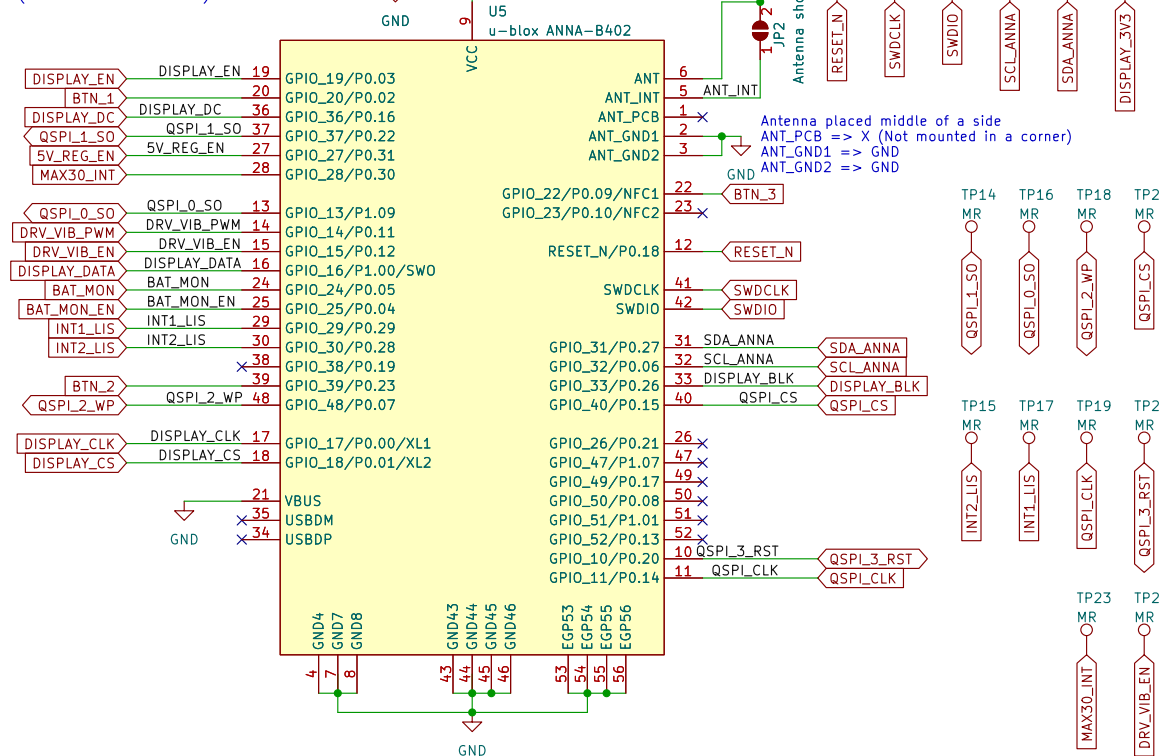 GND
9
VCC
U5
u-blox ANNA-B402
2
JP2
1
Antenna sho
RESET_N
SWDCLK
SWDIO
SCL_ANNA
SDA_ANNA
DISPLAY_3V3
DISPLAY_EN DISPLAY_EN 19 GPIO_19/P0.03
BTN_1 20 GPIO_20/P0.02
DISPLAY_DC DISPLAY_DC 36 GPIO_36/P0.16
QSPI_1_SO QSPI_1_SO 37 GPIO_37/P0.22
5V_REG_EN 5V_REG_EN 27 GPIO_27/P0.31
MAX30_INT 28 GPIO_28/P0.30
QSPI_0_SO QSPI_0_SO 13 GPIO_13/P1.09
DRV_VIB_PWM DRV_VIB_PWM 14 GPIO_14/P0.11
DRV_VIB_EN DRV_VIB_EN 15 GPIO_15/P0.12
DISPLAY_DATA DISPLAY_DATA 16 GPIO_16/P1.00/SWO
BAT_MON BAT_MON 24 GPIO_24/P0.05
BAT_MON_EN BAT_MON_EN 25 GPIO_25/P0.04
INT1_LIS INT1_LIS 29 GPIO_29/P0.29
INT2_LIS INT2_LIS 30 GPIO_30/P0.28
38 GPIO_38/P0.19
BTN_2 39 GPIO_39/P0.23
QSPI_2_WP QSPI_2_WP 48 GPIO_48/P0.07
DISPLAY_CLK DISPLAY_CLK 17 GPIO_17/P0.00/XL1
DISPLAY_CS DISPLAY_CS 18 GPIO_18/P0.01/XL2
21 VBUS
35 USBDM
34 USBDP
GND
ANT 6
ANT_INT 5 ANT_INT
ANT_PCB 1
ANT_GND1 2
ANT_GND2 3
GND
Antenna placed middle of a side
ANT_PCB => X (Not mounted in a corner)
ANT_GND1 => GND
ANT_GND2 => GND
GPIO_22/P0.09/NFC1 22 BTN_3
GPIO_23/P0.10/NFC2 23
RESET_N/P0.18 12 RESET_N
SWDCLK 41 SWDCLK
SWDIO 42 SWDIO
GPIO_31/P0.27 31 SDA_ANNA SDA_ANNA
GPIO_32/P0.06 32 SCL_ANNA SCL_ANNA
GPIO_33/P0.26 33 DISPLAY_BLK DISPLAY_BLK
GPIO_40/P0.15 40 QSPI_CS QSPI_CS
GPIO_26/P0.21 26
GPIO_47/P1.07 47
GPIO_49/P0.17 49
GPIO_50/P0.08 50
GPIO_51/P1.01 51
GPIO_52/P0.13 52
GPIO_10/P0.20 10 QSPI_3_RST QSPI_3_RST
GPIO_11/P0.14 11 QSPI_CLK QSPI_CLK
GND4 GND7 GND8 GND43 GND44 GND45 GND46 EGP53 EGP54 EGP55 EGP56
4 7 8 43 44 45 46 53 54 55 56
GND
TP14 TP16 TP18 TP2
MR MR MR MR
QSPI_1_SO QSPI_0_SO QSPI_2_WP QSPI_CS
TP15 TP17 TP19 TP2
MR MR MR MR
INT2_LIS INT1_LIS QSPI_CLK QSPI_3_RST
TP23 TP2
MR MR
MAX30_INT DRV_VIB_EN